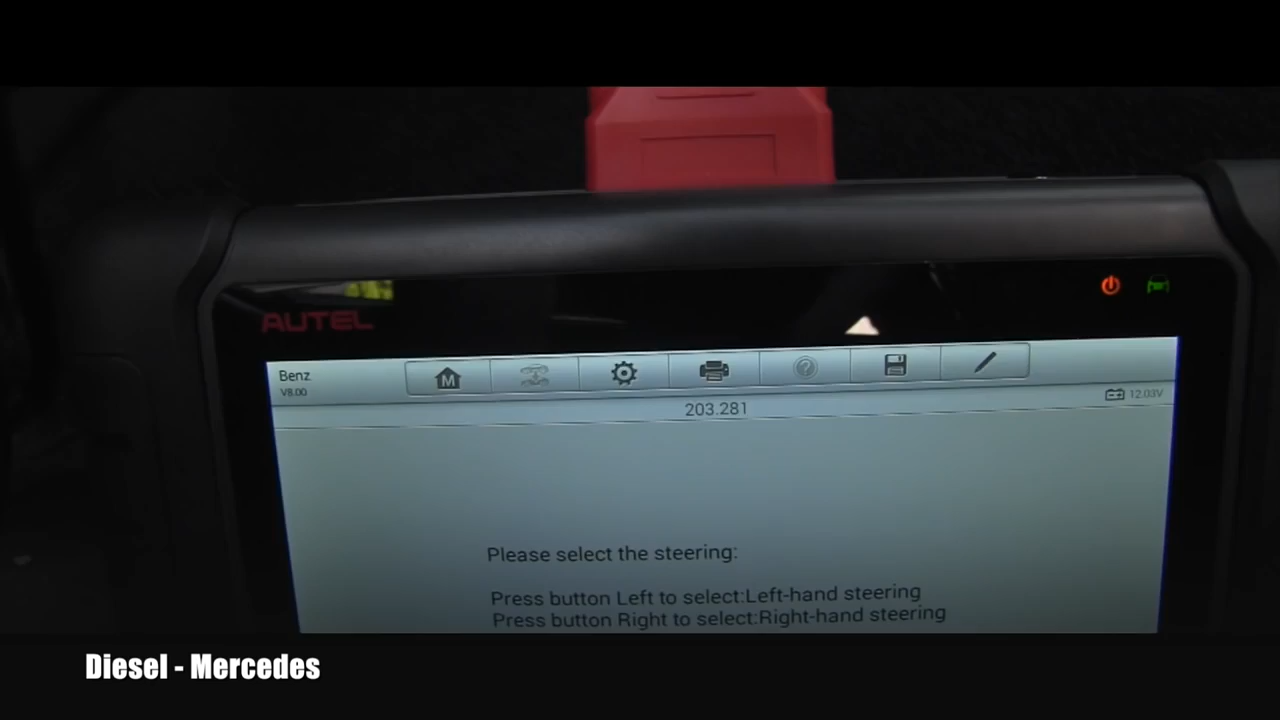 AUTEL
Benz
V8.00
M
?
203.281
12.03V
Please select the steering:
Press button Left to select:Left-hand steering
Press button Right to select:Right-hand steering
Diesel - Mercedes